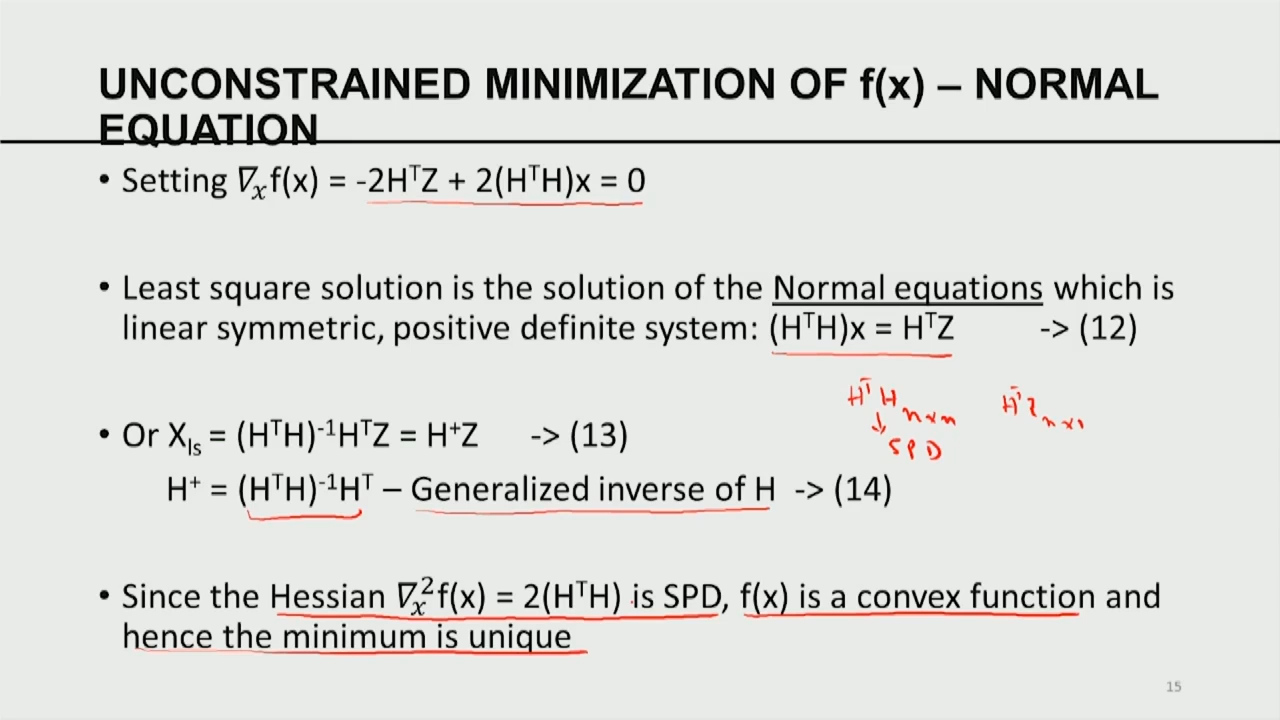 UNCONSTRAINED MINIMIZATION OF f(x) – NORMAL
EQUATION
• Setting ∇ₓf(x) = -2HᵀZ + 2(HᵀH)x = 0
• Least square solution is the solution of the Normal equations which is
linear symmetric, positive definite system: (HᵀH)x = HᵀZ -> (12)
HᵀH n×n HᵀZ n×1
↓
SPD
• Or Xₗₛ = (HᵀH)⁻¹HᵀZ = H⁺Z -> (13)
H⁺ = (HᵀH)⁻¹Hᵀ – Generalized inverse of H -> (14)
• Since the Hessian ∇ₓ²f(x) = 2(HᵀH) is SPD, f(x) is a convex function and
hence the minimum is unique
15